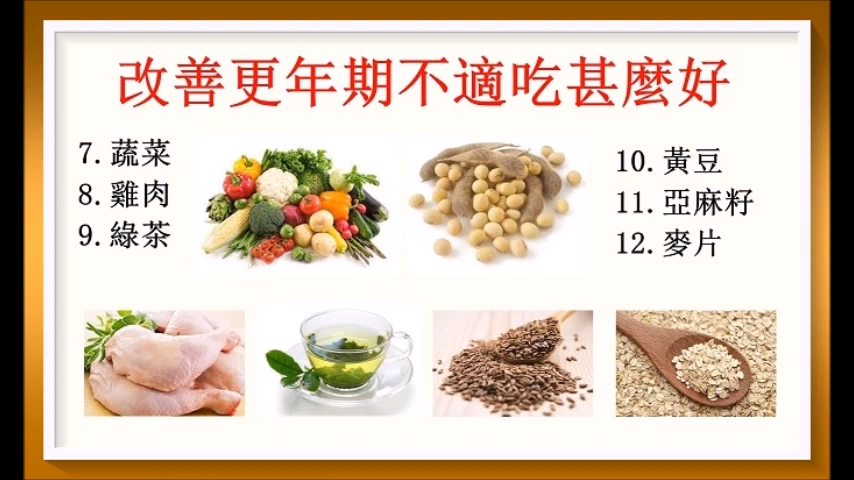 改善更年期不適吃甚麼好
7. 蔬菜
8. 雞肉
9. 綠茶
10. 黃豆
11. 亞麻籽
12. 麥片